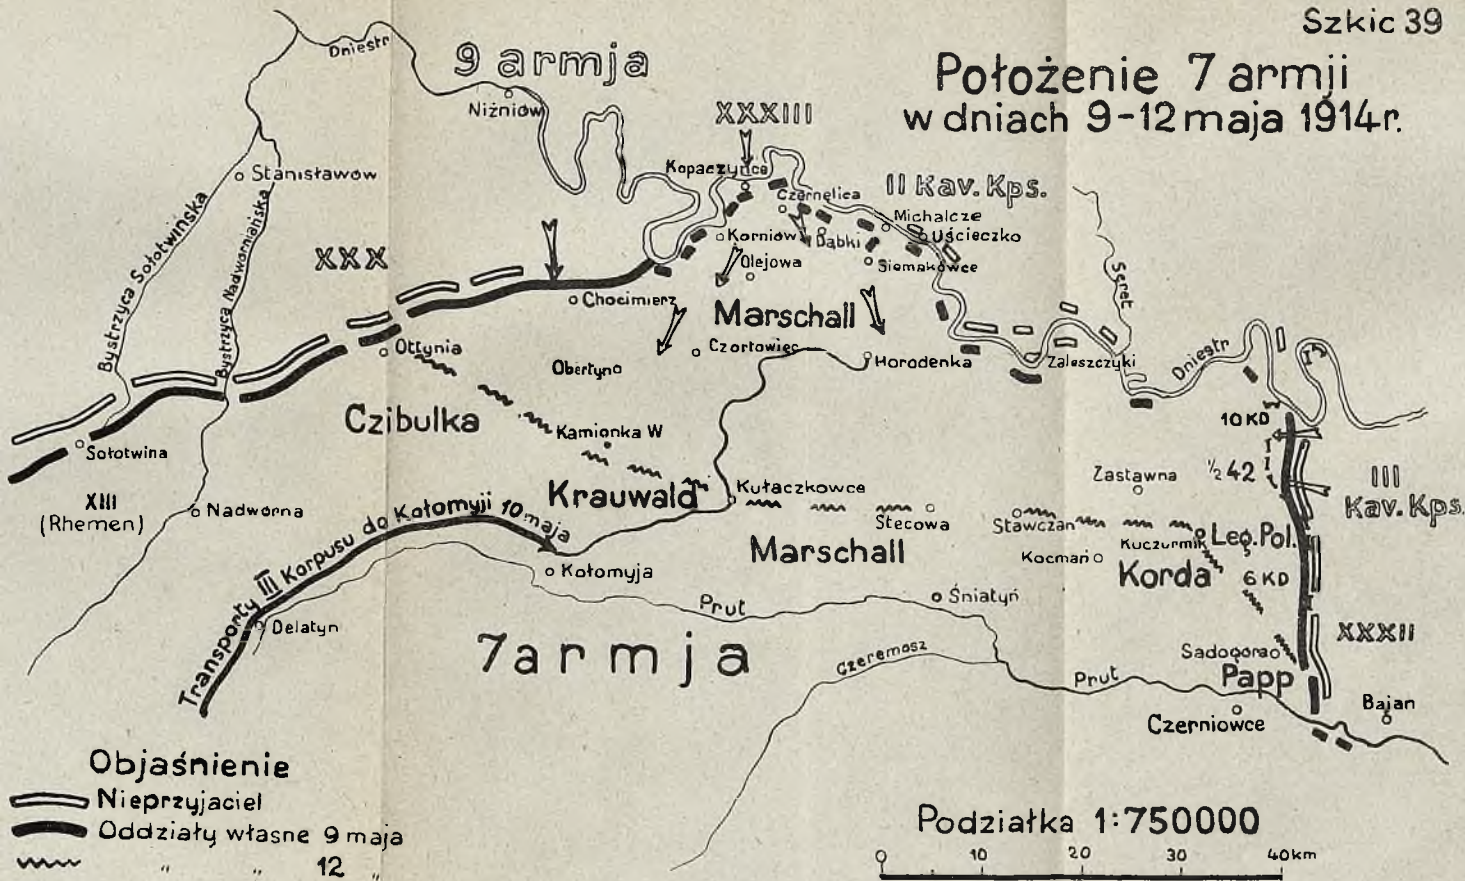 Szkic 39
Położenie 7 armji
w dniach 9-12 maja 1914r.
9 armja
Dniestr
Niżniów
XXXIII
Kopaczyńce
Czernelica
II Kav. Kps.
Michalcze
Uścieczko
Stanisławów
Korniów
Bąbki
Siemakowce
Olejowa
Bystrzyca Sołotwińska
Bystrzyca Nadworniańska
XXX
Seret
Chocimierz
Marschall
Ottynia
Czortowiec
Obertyno
Horodenka
Zaleszczyki
Dniestr
Czibulka
Kamionka W
10 KD
Sołotwina
XIII
(Rhemen)
Nadworna
Krauwald
Kułaczkowce
Zastawna
½ 42
III
Kav. Kps.
Stecowa
Stawczan
Kuczurmik
Leg. Pol.
Transporty III Korpusu do Kołomyji 10 maja
Marschall
Kocmań
Korda
6 KD
Kołomyja
Prut
Śniatyń
Delatyn
7 armja
Czeremosz
Sadogóra
XXXII
Prut
Papp
Bajan
Czerniowce
Objaśnienie
Nieprzyjaciel
Oddziały własne 9 maja
„ „ 12 „
Podziałka 1:750000
0 10 20 30 40km